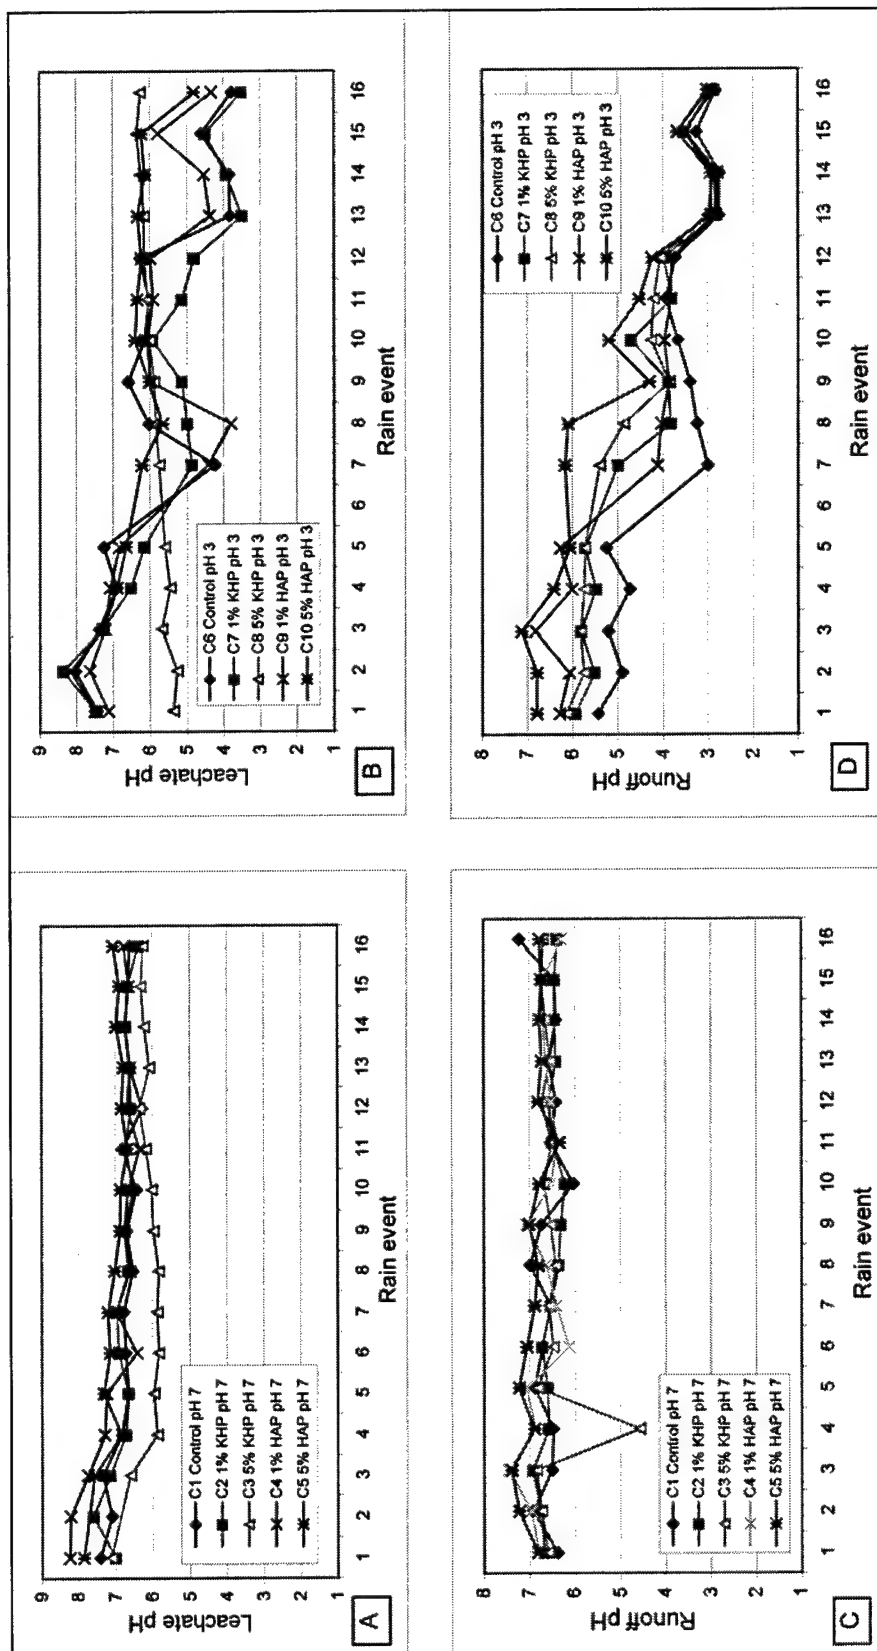 A
Leachate pH
9
8
7
6
5
4
3
2
1
C1 Control pH 7
C2 1% KHP pH 7
C3 5% KHP pH 7
C4 1% HAP pH 7
C5 5% HAP pH 7
1 2 3 4 5 6 7 8 9 10 11 12 13 14 15 16
Rain event
B
Leachate pH
9
8
7
6
5
4
3
2
1
C6 Control pH 3
C7 1% KHP pH 3
C8 5% KHP pH 3
C9 1% HAP pH 3
C10 5% HAP pH 3
1 2 3 4 5 6 7 8 9 10 11 12 13 14 15 16
Rain event
C
Runoff pH
8
7
6
5
4
3
2
1
C1 Control pH 7
C2 1% KHP pH 7
C3 5% KHP pH 7
C4 1% HAP pH 7
C5 5% HAP pH 7
1 2 3 4 5 6 7 8 9 10 11 12 13 14 15 16
Rain event
D
Runoff pH
8
7
6
5
4
3
2
1
C6 Control pH 3
C7 1% KHP pH 3
C8 5% KHP pH 3
C9 1% HAP pH 3
C10 5% HAP pH 3
1 2 3 4 5 6 7 8 9 10 11 12 13 14 15 16
Rain event